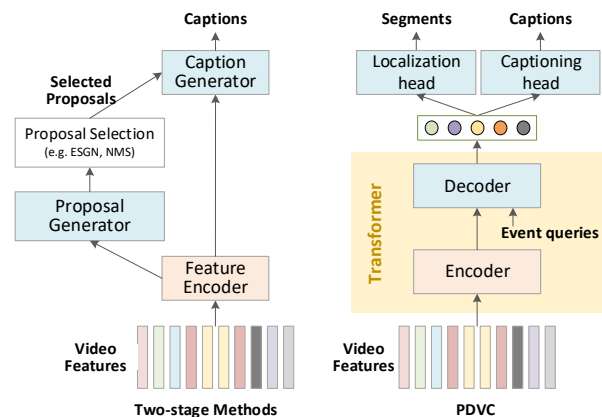 Captions
Caption
Generator
Selected
Proposals
Proposal Selection
(e.g. ESGN, NMS)
Proposal
Generator
Feature
Encoder
Video
Features
Two-stage Methods
Segments
Captions
Localization
head
Captioning
head
Decoder
Event queries
Transformer
Encoder
Video
Features
PDVC